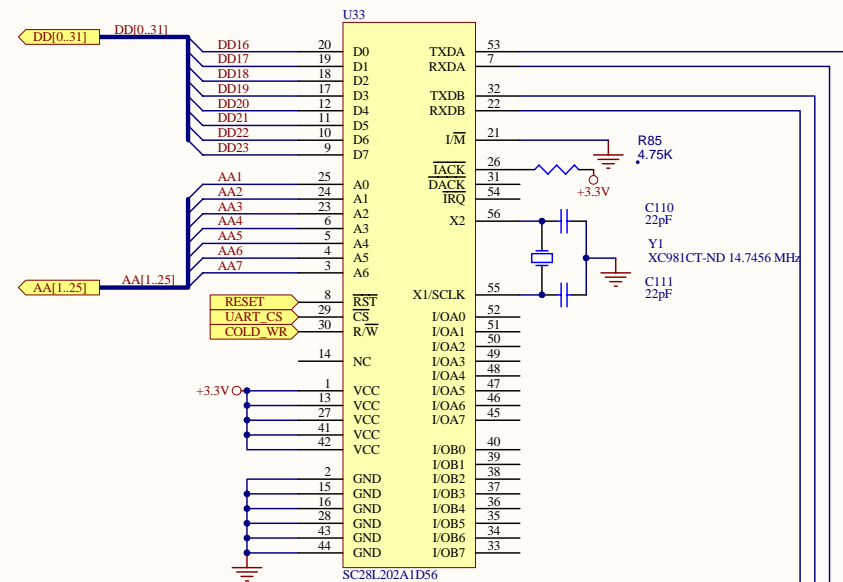 U33
DD[0..31] DD[0..31]
DD16 20 D0 TXDA 53
DD17 19 D1 RXDA 7
DD18 18 D2
DD19 17 D3 TXDB 32
DD20 12 D4 RXDB 22
DD21 11 D5
DD22 10 D6 I/M 21
DD23 9 D7
R85
4.75K
IACK 26
AA1 25 A0 DACK 31
+3.3V
AA2 24 A1 IRQ 54
AA3 23 A2 X2 56
AA4 6 A3
AA5 5 A4
AA6 4 A5
AA7 3 A6
C110
22pF
Y1
XC981CT-ND 14.7456 MHz
C111
22pF
AA[1..25] AA[1..25]
RESET 8 RST X1/SCLK 55
UART_CS 29 CS I/OA0 52
COLD_WR 30 R/W I/OA1 51
I/OA2 50
14 NC I/OA3 49
I/OA4 48
+3.3V 1 VCC I/OA5 47
13 VCC I/OA6 46
27 VCC I/OA7 45
41 VCC
42 VCC I/OB0 40
I/OB1 39
2 GND I/OB2 38
15 GND I/OB3 37
16 GND I/OB4 36
28 GND I/OB5 35
43 GND I/OB6 34
44 GND I/OB7 33
SC28L202A1D56